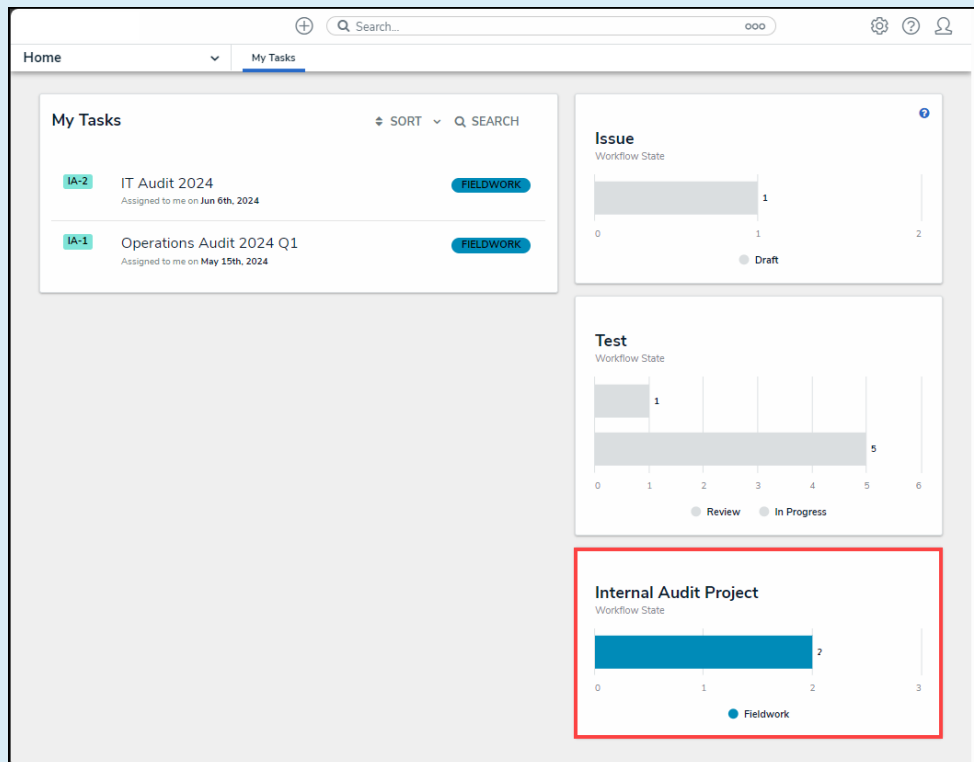 Search...
Home
My Tasks
My Tasks
SORT
SEARCH
IA-2
IT Audit 2024
FIELDWORK
Assigned to me on Jun 6th, 2024
IA-1
Operations Audit 2024 Q1
FIELDWORK
Assigned to me on May 15th, 2024
Issue
Workflow State
1
0 1 2
Draft
Test
Workflow State
1
5
0 1 2 3 4 5 6
Review In Progress
Internal Audit Project
Workflow State
2
0 1 2 3
Fieldwork